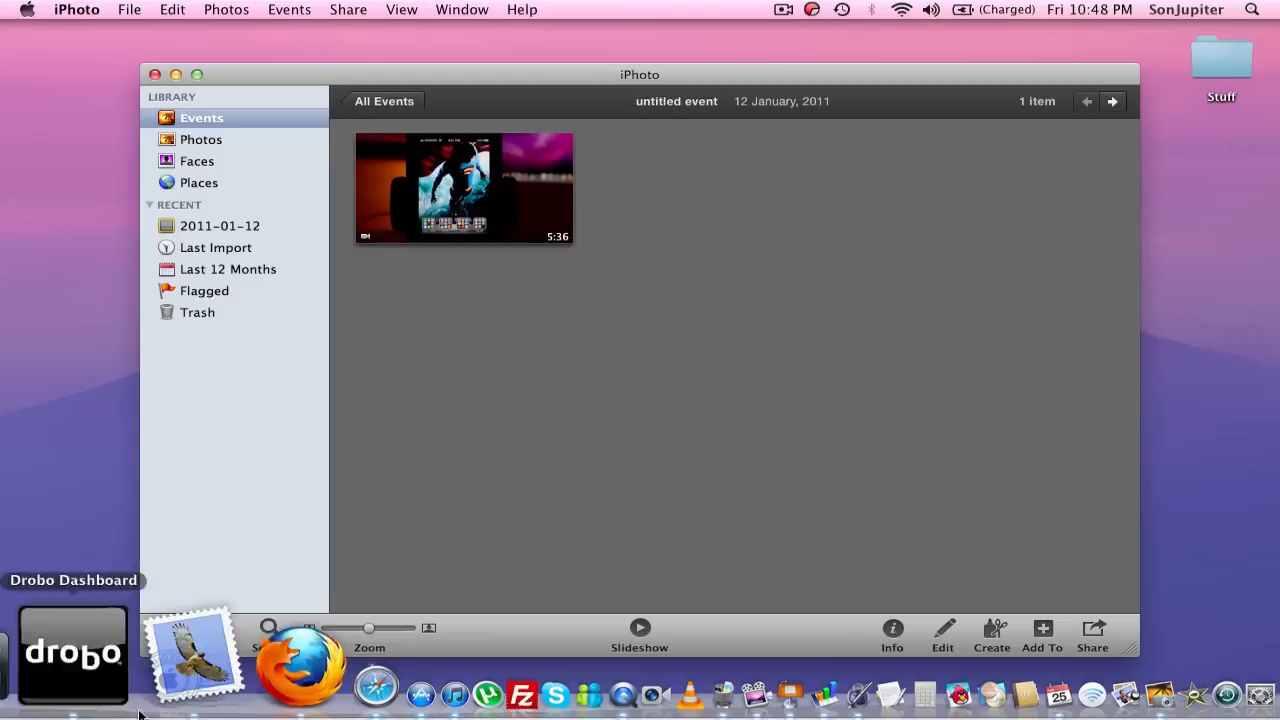 iPhoto File Edit Photos Events Share View Window Help (Charged) Fri 10:48 PM SonJupiter
Stuff
iPhoto
LIBRARY
Events
Photos
Faces
Places
RECENT
2011-01-12
Last Import
Last 12 Months
Flagged
Trash
All Events untitled event 12 January, 2011 1 item
5:36
Drobo Dashboard
drobo
Zoom Slideshow Info Edit Create Add To Share
FZ
25